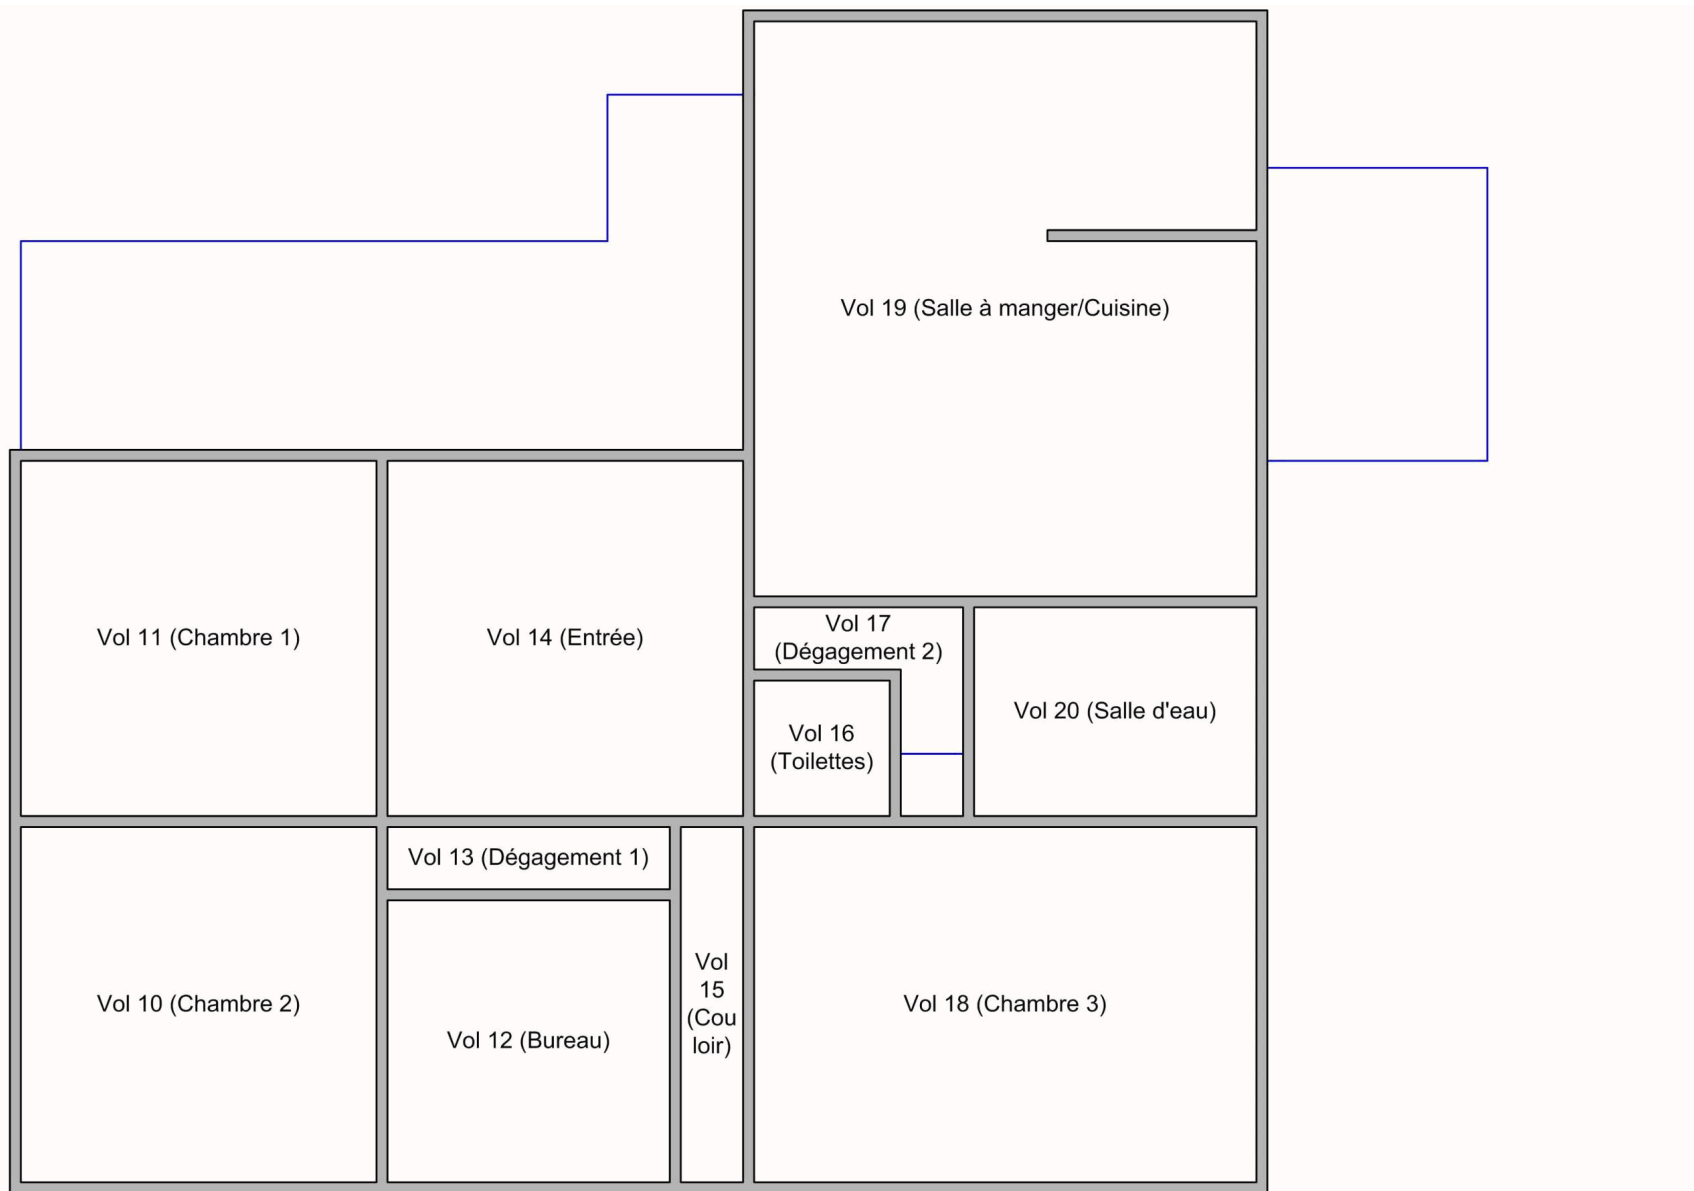 Vol 19 (Salle à manger/Cuisine)
Vol 11 (Chambre 1)
Vol 14 (Entrée)
Vol 17
(Dégagement 2)
Vol 16
(Toilettes)
Vol 20 (Salle d'eau)
Vol 13 (Dégagement 1)
Vol 10 (Chambre 2)
Vol 12 (Bureau)
Vol
15
(Cou
loir)
Vol 18 (Chambre 3)